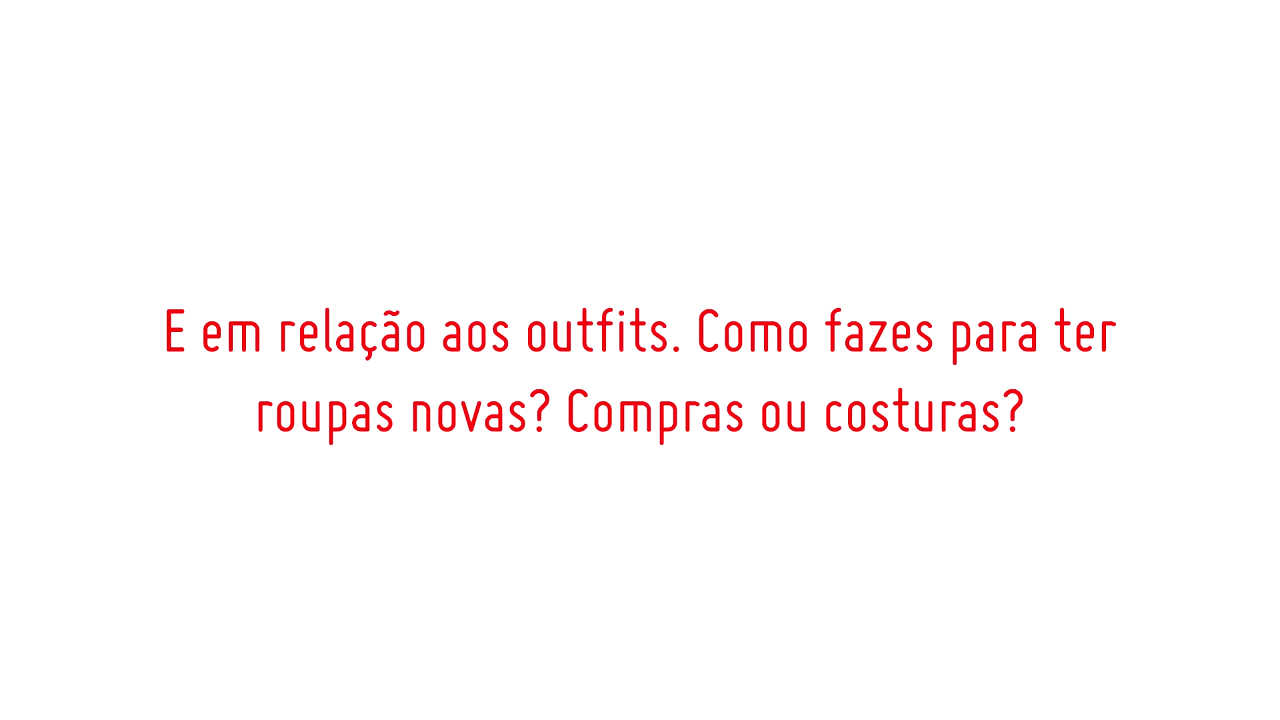 E em relação aos outfits. Como fazes para ter
roupas novas? Compras ou costuras?